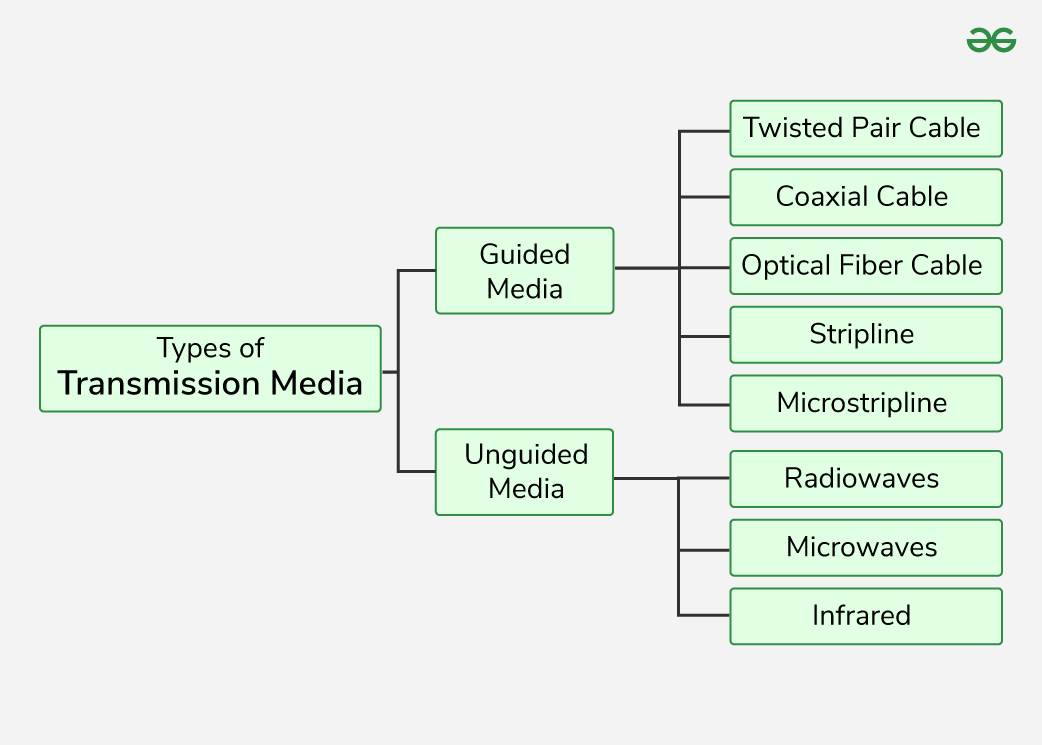 Types of
Transmission Media
Guided
Media
Unguided
Media
Twisted Pair Cable
Coaxial Cable
Optical Fiber Cable
Stripline
Microstripline
Radiowaves
Microwaves
Infrared